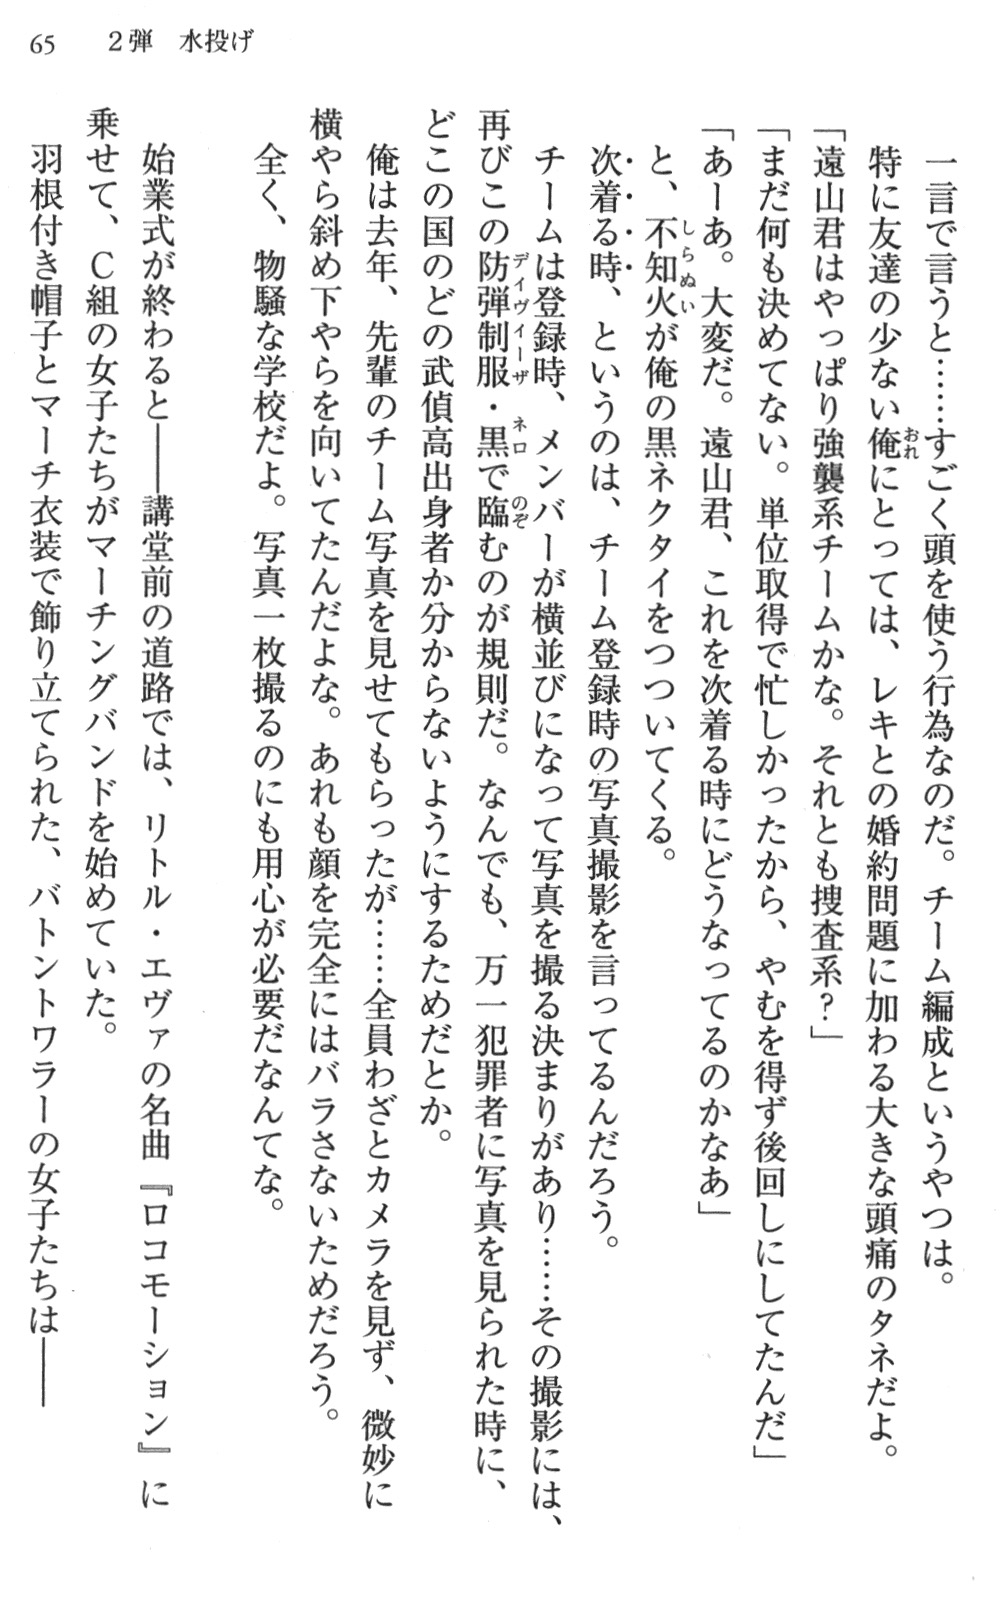 65　2弾　水投げ
一言で言うと……すごく頭を使う行為なのだ。チーム編成というやつは。
特に友達の少ない俺にとっては、レキとの婚約問題に加わる大きな頭痛のタネだよ。
「遠山君はやっぱり強襲系チームかな。それとも捜査系？」
「まだ何も決めてない。単位取得で忙しかったから、やむを得ず後回しにしてたんだ」
「あーあ。大変だ。遠山君、これを次着る時にどうなってるのかなあ」
と、不知火が俺の黒ネクタイをつついてくる。
次着る時、というのは、チーム登録時の写真撮影を言ってるんだろう。
チームは登録時、メンバーが横並びになって写真を撮る決まりがあり……その撮影には、
再びこの防弾制服・黒で臨むのが規則だ。なんでも、万一犯罪者に写真を見られた時に、
どこの国のどの武偵高出身者か分からないようにするためだとか。
俺は去年、先輩のチーム写真を見せてもらったが……全員わざとカメラを見ず、微妙に
横やら斜め下やらを向いてたんだよな。あれも顔を完全にはバラさないためだろう。
全く、物騒な学校だよ。写真一枚撮るのにも用心が必要だなんてな。
始業式が終わると――講堂前の道路では、リトル・エヴァの名曲『ロコモーション』に
乗せて、Ｃ組の女子たちがマーチングバンドを始めていた。
羽根付き帽子とマーチ衣装で飾り立てられた、バトントワラーの女子たちは――